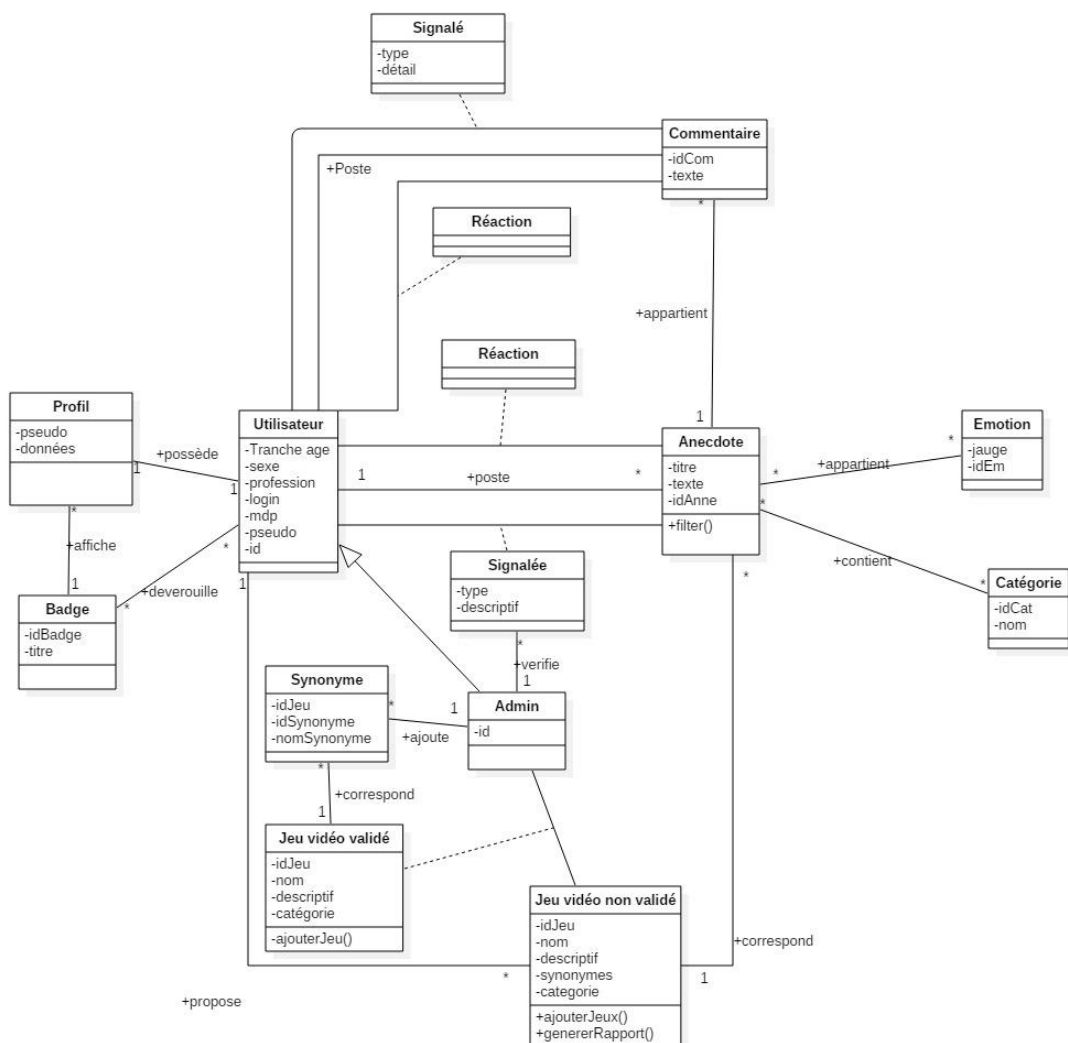 Signalé
-type
-détail
Commentaire
-idCom
-texte
*
+Poste
Réaction
+appartient
Réaction
Profil
-pseudo
-données
1
+possède
1
Utilisateur
-Tranche age
-sexe
-profession
-login
-mdp
-pseudo
-id
1
+poste
*
1
Anecdote
-titre
-texte
-idAnne
+filter()
*
+appartient
*
Emotion
-jauge
-idEm
*
+contient
*
Catégorie
-idCat
-nom
*
+affiche
1
*
+deverouille
*
Badge
-idBadge
-titre
1
Signalée
-type
-descriptif
*
+verifie
1
*
Synonyme
-idJeu
-idSynonyme
-nomSynonyme
*
+ajoute
1
Admin
-id
*
+correspond
1
Jeu vidéo validé
-idJeu
-nom
-descriptif
-catégorie
-ajouterJeu()
Jeu vidéo non validé
-idJeu
-nom
-descriptif
-synonymes
-categorie
+ajouterJeux()
+genererRapport()
+correspond
1
*
+propose